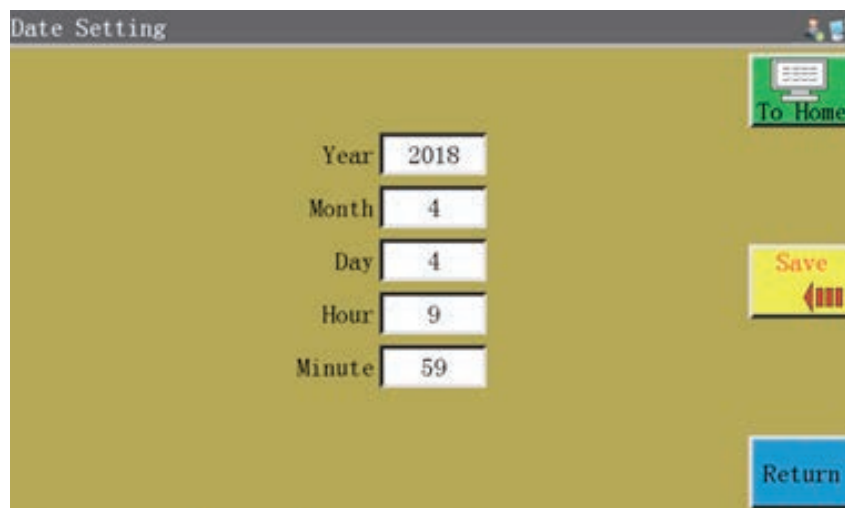 Date Setting
To Home
Year 2018
Month 4
Day 4
Save
Hour 9
Minute 59
Return